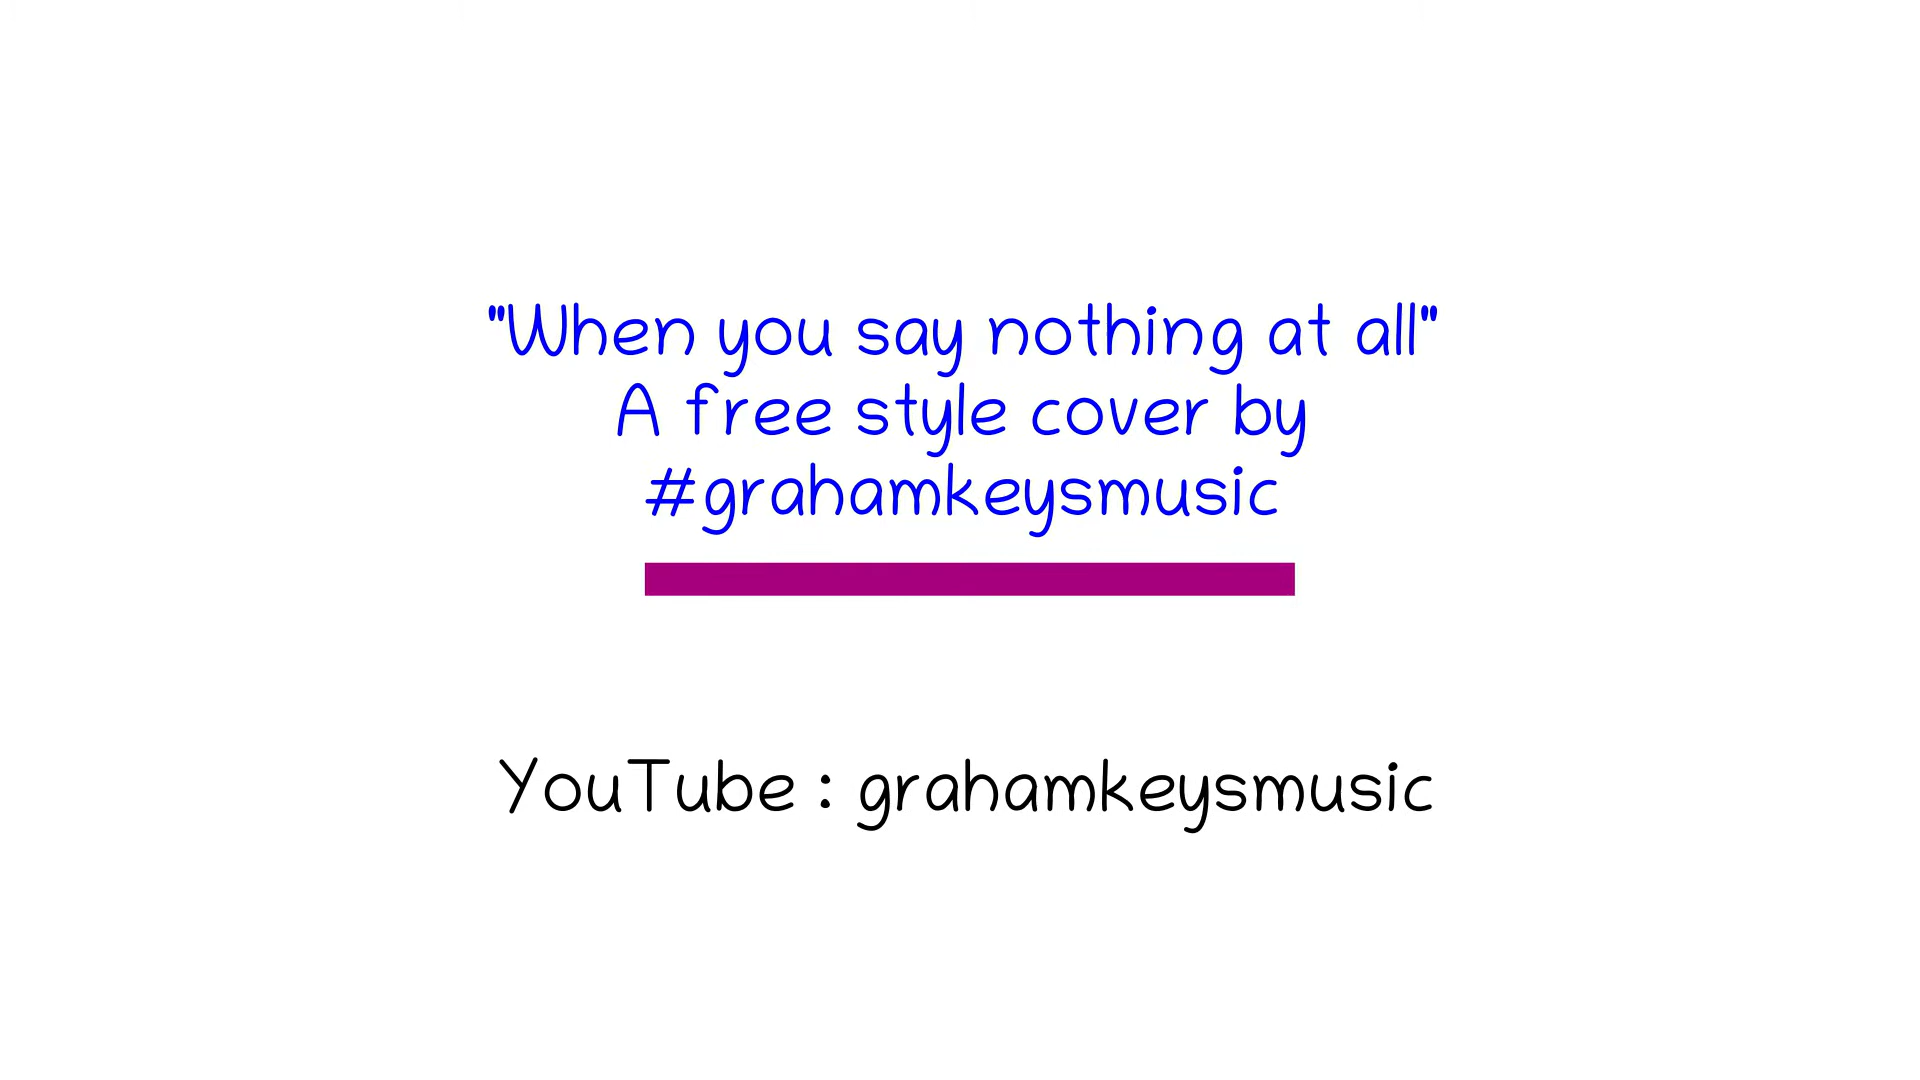 "When you say nothing at all"
A free style cover by
#grahamkeysmusic
YouTube : grahamkeysmusic